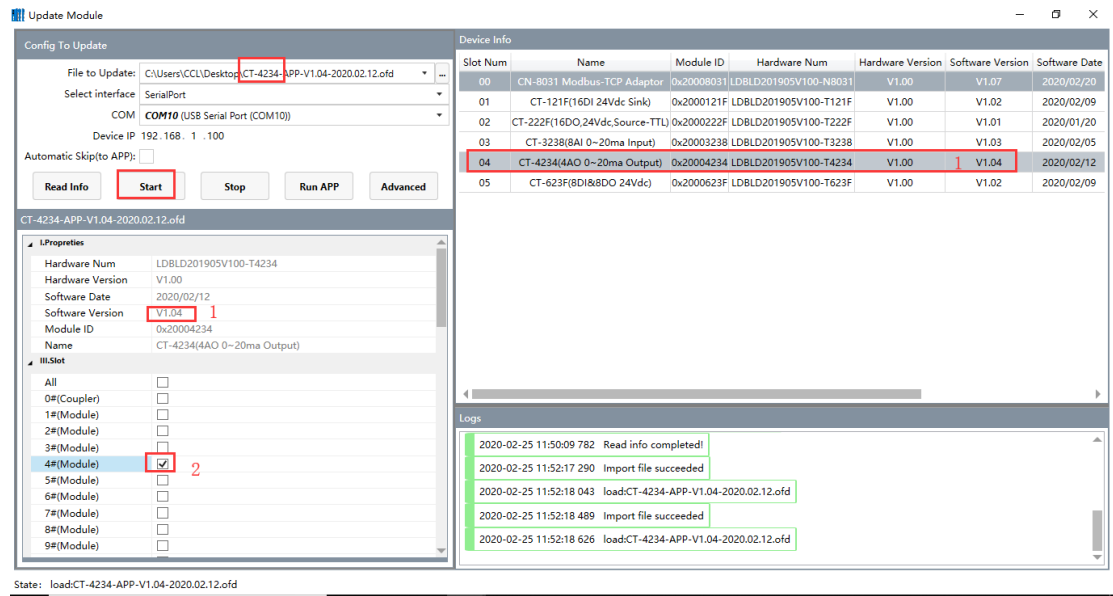 Update Module
Config To Update
File to Update: C:\Users\CCL\Desktop\CT-4234-APP-V1.04-2020.02.12.ofd ...
Select interface SerialPort
COM COM10 (USB Serial Port (COM10))
Device IP 192.168. 1 .100
Automatic Skip(to APP):
Read Info Start Stop Run APP Advanced
CT-4234-APP-V1.04-2020.02.12.ofd
I.Propreties
Hardware Num LDBLD201905V100-T4234
Hardware Version V1.00
Software Date 2020/02/12
Software Version V1.04 1
Module ID 0x20004234
Name CT-4234(4AO 0~20ma Output)
III.Slot
All
0#(Coupler)
1#(Module)
2#(Module)
3#(Module)
4#(Module) 2
5#(Module)
6#(Module)
7#(Module)
8#(Module)
9#(Module)
Device Info
Slot Num Name Module ID Hardware Num Hardware Version Software Version Software Date
00 CN-8031 Modbus-TCP Adaptor 0x20008031 LDBLD201905V100-N8031 V1.00 V1.07 2020/02/20
01 CT-121F(16DI 24Vdc Sink) 0x2000121F LDBLD201905V100-T121F V1.00 V1.02 2020/02/09
02 CT-222F(16DO,24Vdc,Source-TTL) 0x2000222F LDBLD201905V100-T222F V1.00 V1.01 2020/01/20
03 CT-3238(8AI 0~20ma Input) 0x20003238 LDBLD201905V100-T3238 V1.00 V1.03 2020/02/05
04 CT-4234(4AO 0~20ma Output) 0x20004234 LDBLD201905V100-T4234 V1.00 1 V1.04 2020/02/12
05 CT-623F(8DI&8DO 24Vdc) 0x2000623F LDBLD201905V100-T623F V1.00 V1.02 2020/02/09
Logs
2020-02-25 11:50:09 782 Read info completed!
2020-02-25 11:52:17 290 Import file succeeded
2020-02-25 11:52:18 043 load:CT-4234-APP-V1.04-2020.02.12.ofd
2020-02-25 11:52:18 489 Import file succeeded
2020-02-25 11:52:18 626 load:CT-4234-APP-V1.04-2020.02.12.ofd
State: load:CT-4234-APP-V1.04-2020.02.12.ofd